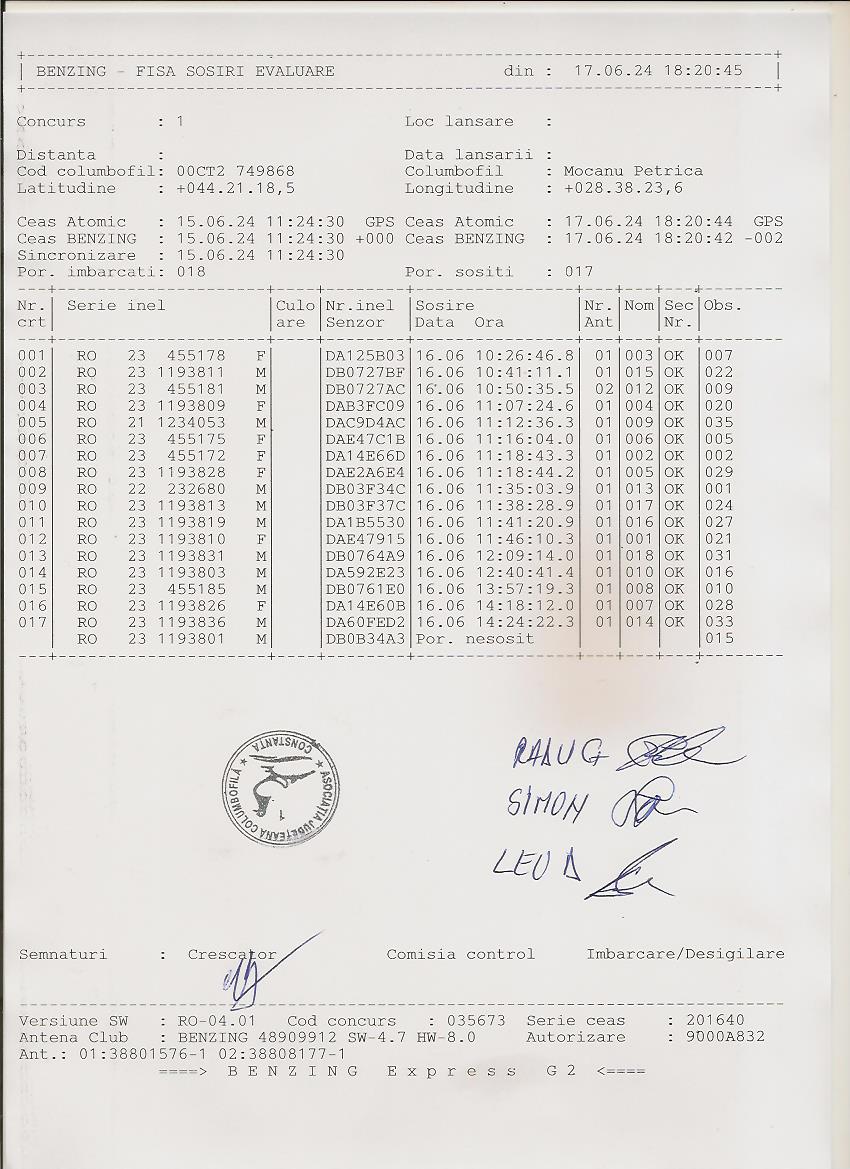 BENZING - FISA SOSIRI EVALUARE din : 17.06.24 18:20:45
Concurs : 1 Loc lansare :
Distanta : Data lansarii :
Cod columbofil: 00CT2 749868 Columbofil : Mocanu Petrica
Latitudine : +044.21.18,5 Longitudine : +028.38.23,6
Ceas Atomic : 15.06.24 11:24:30 GPS Ceas Atomic : 17.06.24 18:20:44 GPS
Ceas BENZING : 15.06.24 11:24:30 +000 Ceas BENZING : 17.06.24 18:20:42 -002
Sincronizare : 15.06.24 11:24:30
Por. imbarcati: 018 Por. sositi : 017
Nr. Serie inel Culo Nr.inel Sosire Nr. Nom Sec Obs.
crt are Senzor Data Ora Ant Nr.
001 RO 23 455178 F DA125B03 16.06 10:26:46.8 01 003 OK 007
002 RO 23 1193811 M DB0727BF 16.06 10:41:11.1 01 015 OK 022
003 RO 23 455181 M DB0727AC 16.06 10:50:35.5 02 012 OK 009
004 RO 23 1193809 F DAB3FC09 16.06 11:07:24.6 01 004 OK 020
005 RO 21 1234053 M DAC9D4AC 16.06 11:12:36.3 01 009 OK 035
006 RO 23 455175 F DAE47C1B 16.06 11:16:04.0 01 006 OK 005
007 RO 23 455172 F DA14E66D 16.06 11:18:43.3 01 002 OK 002
008 RO 23 1193828 F DAE2A6E4 16.06 11:18:44.2 01 005 OK 029
009 RO 22 232680 M DB03F34C 16.06 11:35:03.9 01 013 OK 001
010 RO 23 1193813 M DB03F37C 16.06 11:38:28.9 01 017 OK 024
011 RO 23 1193819 M DA1B5530 16.06 11:41:20.9 01 016 OK 027
012 RO 23 1193810 F DAE47915 16.06 11:46:10.3 01 001 OK 021
013 RO 23 1193831 M DB0764A9 16.06 12:09:14.0 01 018 OK 031
014 RO 23 1193803 M DA592E23 16.06 12:40:41.4 01 010 OK 016
015 RO 23 455185 M DB0761E0 16.06 13:57:19.3 01 008 OK 010
016 RO 23 1193826 F DA14E60B 16.06 14:18:12.0 01 007 OK 028
017 RO 23 1193836 M DA60FED2 16.06 14:24:22.3 01 014 OK 033
RO 23 1193801 M DB0B34A3 Por. nesosit 015
ASOCIATIA JUDETEANA COLUMBOFILĂ
CONSTANTA
1
RADU G
SIMON
LEU D
Semnaturi : Crescator Comisia control Imbarcare/Desigilare
Versiune SW : RO-04.01 Cod concurs : 035673 Serie ceas : 201640
Antena Club : BENZING 48909912 SW-4.7 HW-8.0 Autorizare : 9000A832
Ant.: 01:38801576-1 02:38808177-1
====> B E N Z I N G E x p r e s s G 2 <====